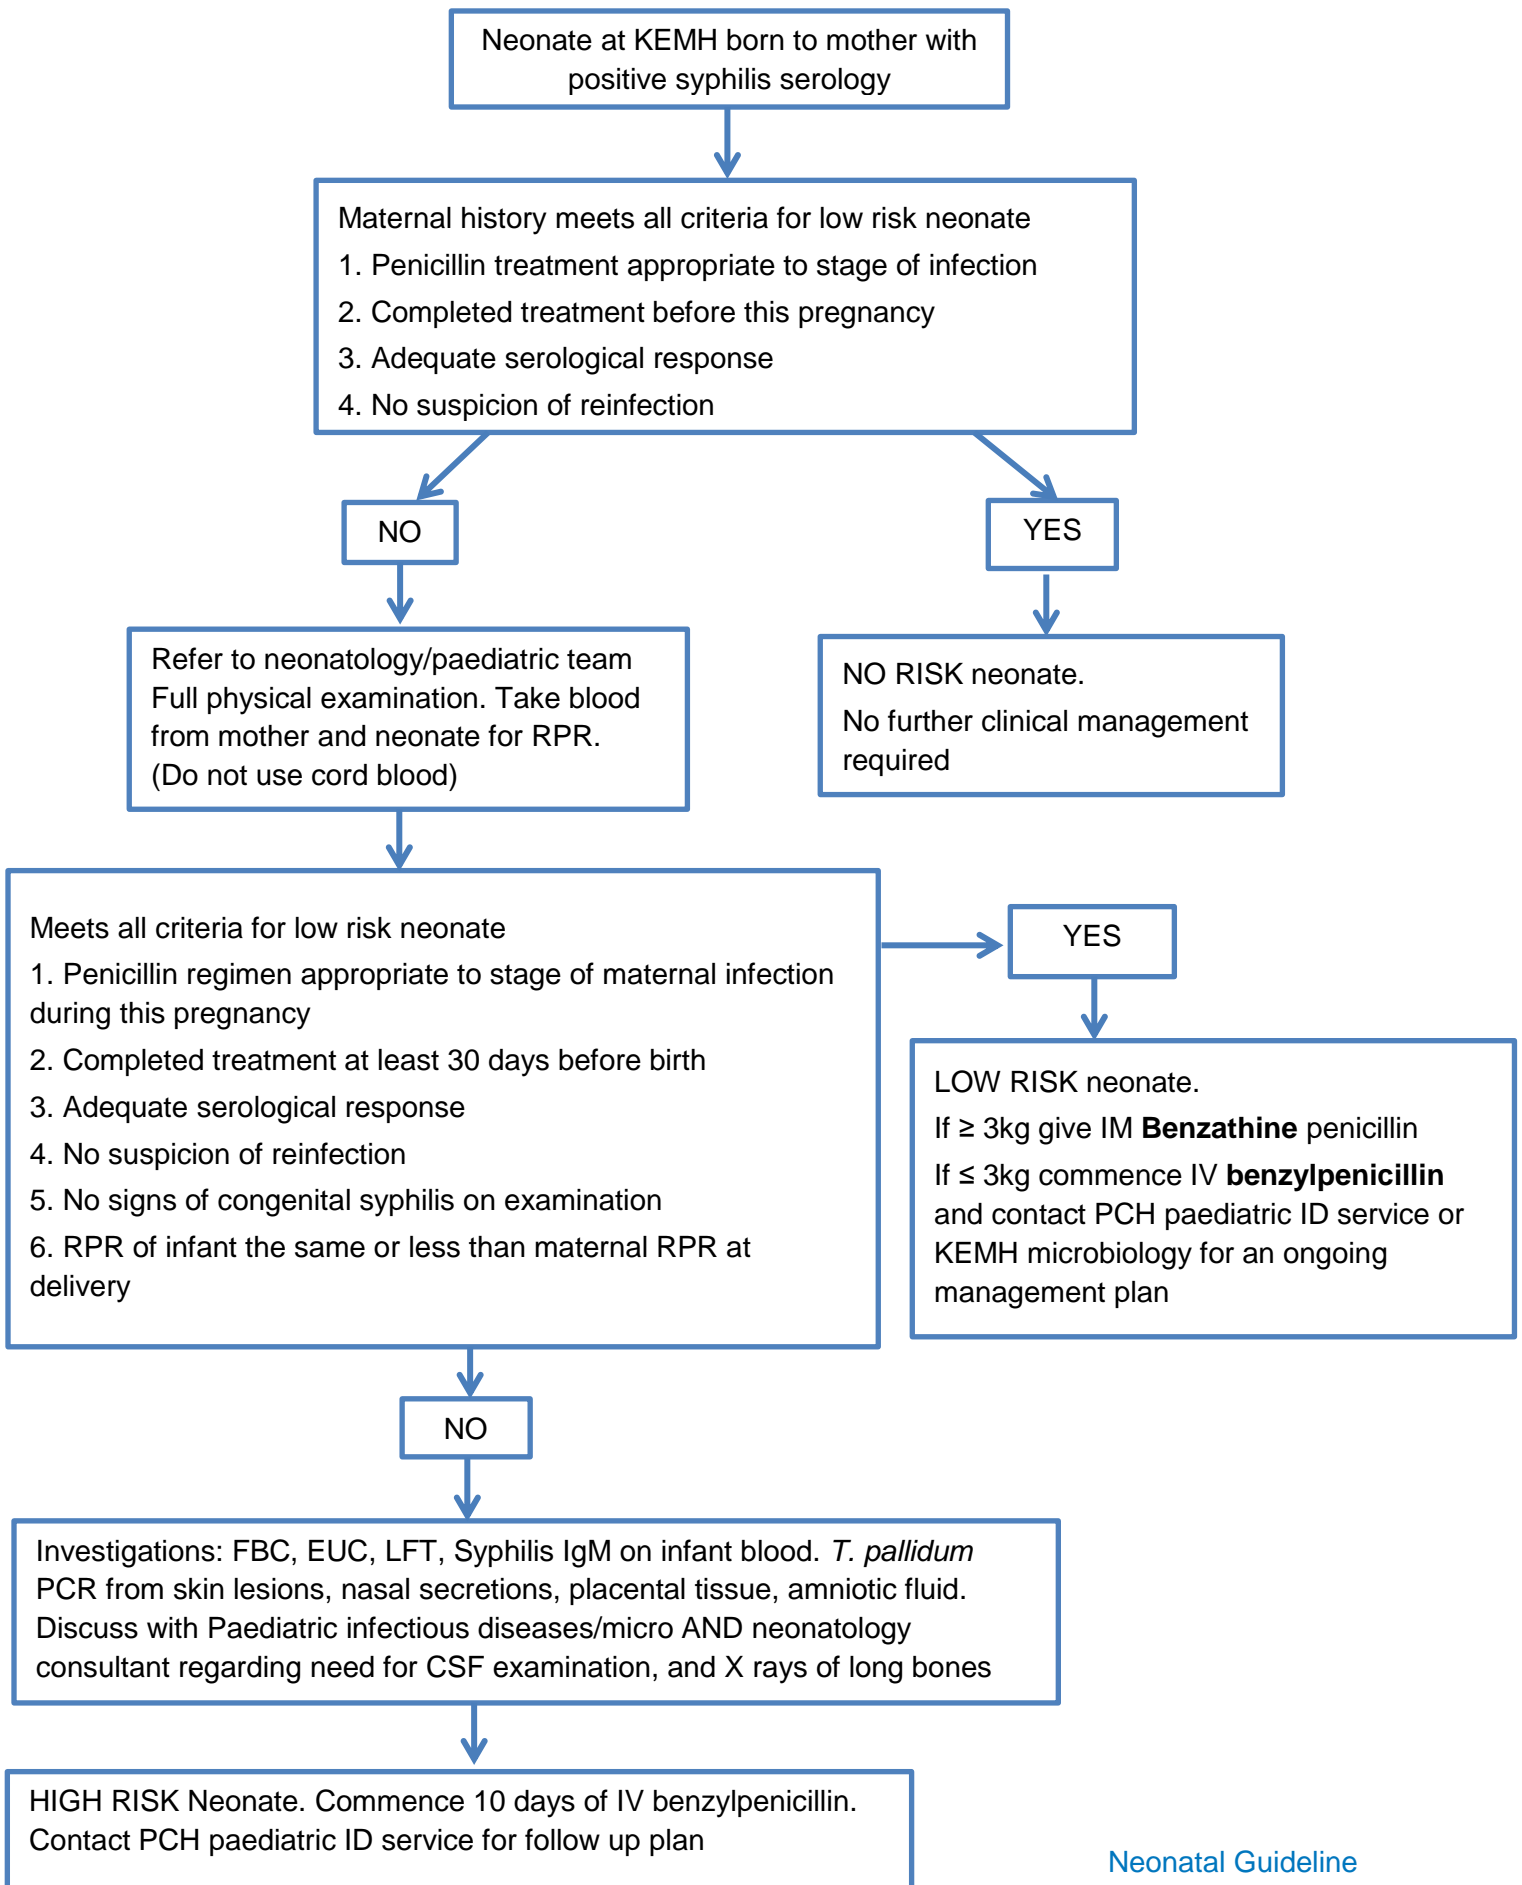 Neonate at KEMH born to mother with
positive syphilis serology
Maternal history meets all criteria for low risk neonate
1. Penicillin treatment appropriate to stage of infection
2. Completed treatment before this pregnancy
3. Adequate serological response
4. No suspicion of reinfection
NO
YES
Refer to neonatology/paediatric team
Full physical examination. Take blood
from mother and neonate for RPR.
(Do not use cord blood)
NO RISK neonate.
No further clinical management
required
Meets all criteria for low risk neonate
1. Penicillin regimen appropriate to stage of maternal infection
during this pregnancy
2. Completed treatment at least 30 days before birth
3. Adequate serological response
4. No suspicion of reinfection
5. No signs of congenital syphilis on examination
6. RPR of infant the same or less than maternal RPR at
delivery
YES
LOW RISK neonate.
If ≥ 3kg give IM Benzathine penicillin
If ≤ 3kg commence IV benzylpenicillin
and contact PCH paediatric ID service or
KEMH microbiology for an ongoing
management plan
NO
Investigations: FBC, EUC, LFT, Syphilis IgM on infant blood. T. pallidum
PCR from skin lesions, nasal secretions, placental tissue, amniotic fluid.
Discuss with Paediatric infectious diseases/micro AND neonatology
consultant regarding need for CSF examination, and X rays of long bones
HIGH RISK Neonate. Commence 10 days of IV benzylpenicillin.
Contact PCH paediatric ID service for follow up plan
Neonatal Guideline